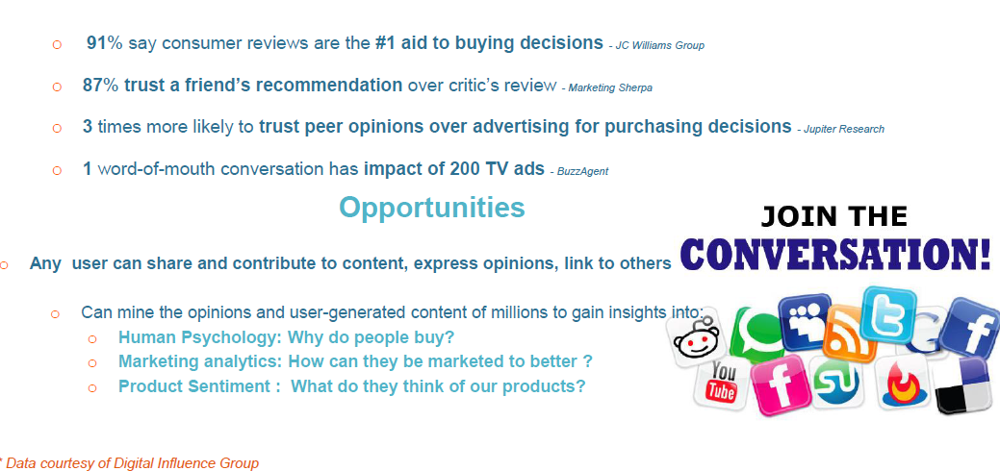 91% say consumer reviews are the #1 aid to buying decisions - JC Williams Group
87% trust a friend's recommendation over critic's review - Marketing Sherpa
3 times more likely to trust peer opinions over advertising for purchasing decisions - Jupiter Research
1 word-of-mouth conversation has impact of 200 TV ads - BuzzAgent
Opportunities
JOIN THE
CONVERSATION!
Any user can share and contribute to content, express opinions, link to others
Can mine the opinions and user-generated content of millions to gain insights into:
Human Psychology: Why do people buy?
Marketing analytics: How can they be marketed to better ?
Product Sentiment : What do they think of our products?
You
Tube
* Data courtesy of Digital Influence Group